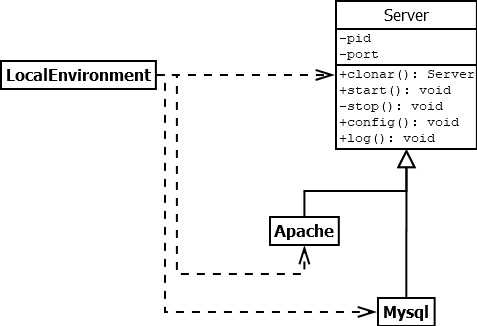 Server
-pid
-port
LocalEnvironment
+clonar(): Server
+start(): void
-stop(): void
+config(): void
+log(): void
Apache
Mysql